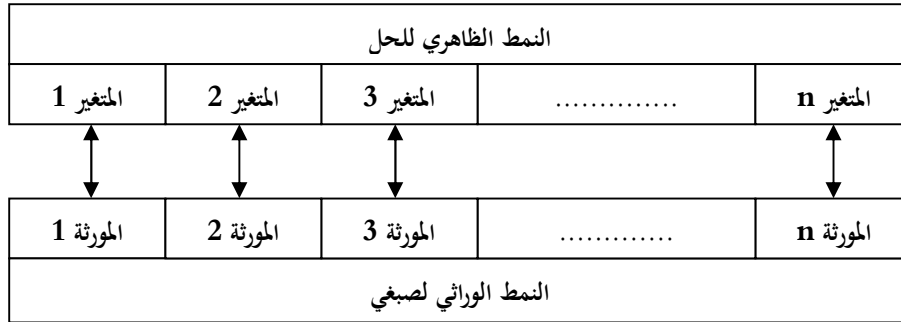 النمط الظاهري للحل
المتغير 1 المتغير 2 المتغير 3 .............. المتغير n
المورثة 1 المورثة 2 المورثة 3 ............. المورثة n
النمط الوراثي لصبغي